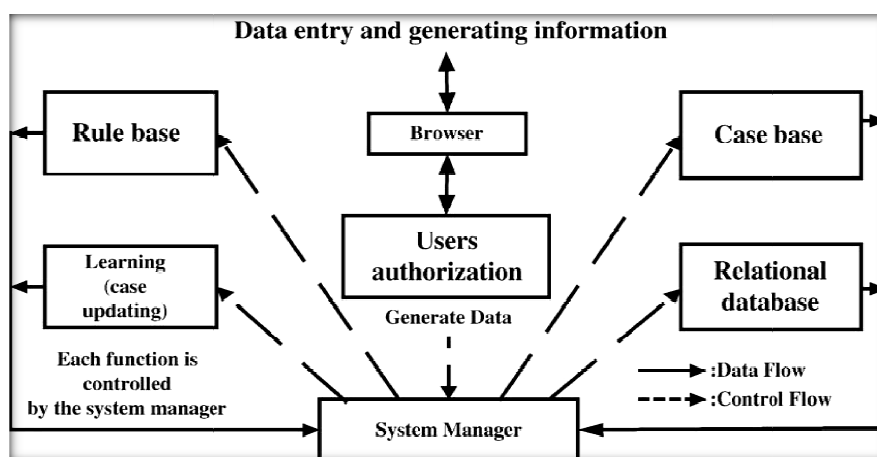 Data entry and generating information
Rule base
Browser
Case base
Users
authorization
Learning
(case
updating)
Relational
database
Generate Data
Each function is
controlled
by the system manager
:Data Flow
:Control Flow
System Manager